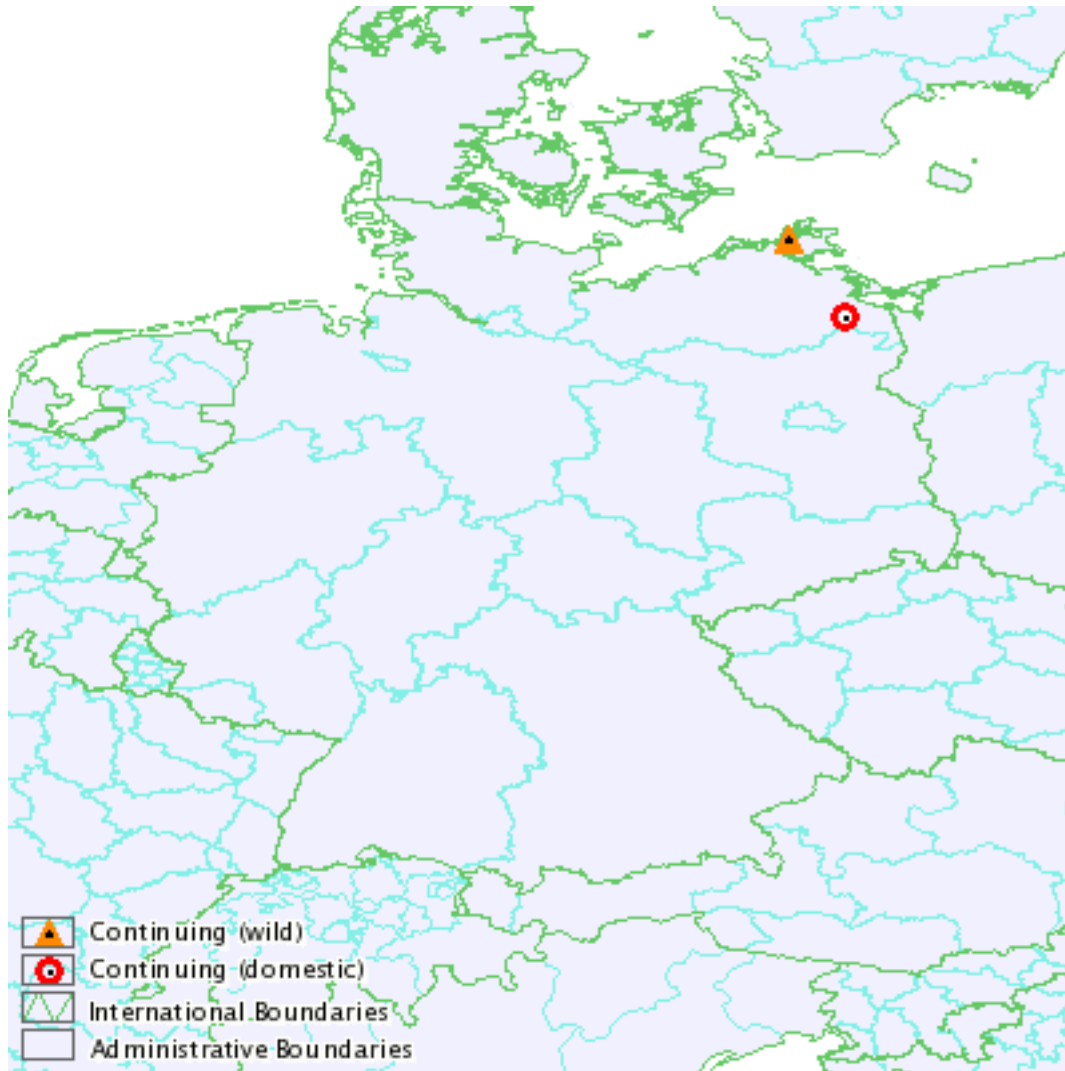 Continuing (wild)
Continuing (domestic)
International Boundaries
Administrative Boundaries